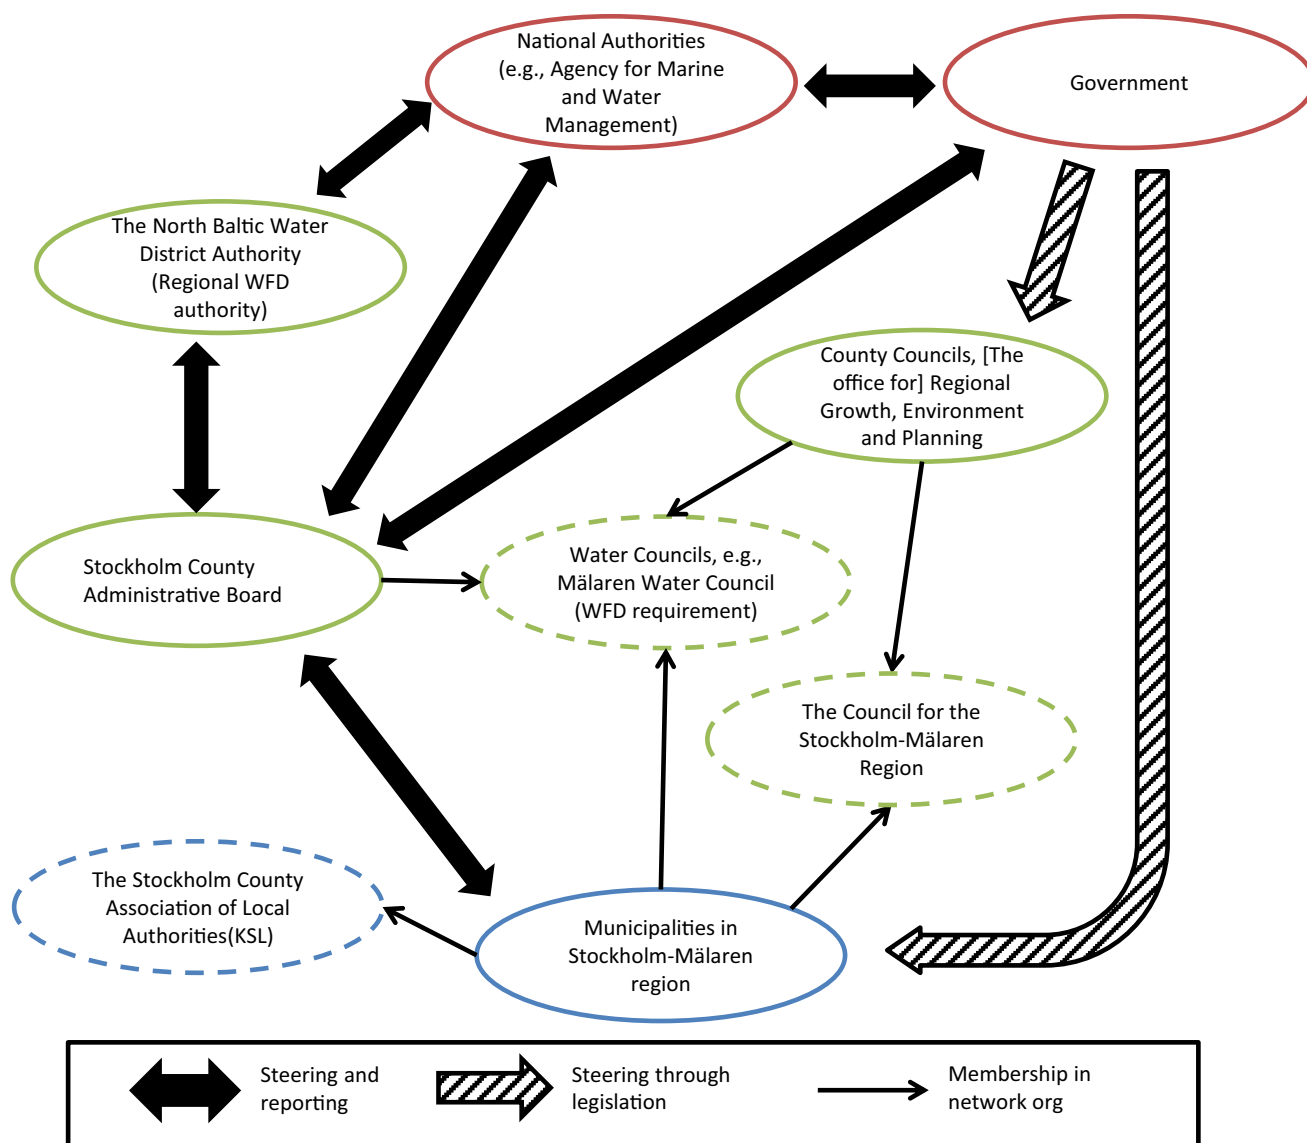 National Authorities
(e.g., Agency for Marine
and Water
Management)
Government
The North Baltic Water
District Authority
(Regional WFD
authority)
County Councils, [The
office for] Regional
Growth, Environment
and Planning
Stockholm County
Administrative Board
Water Councils, e.g.,
Mälaren Water Council
(WFD requirement)
The Council for the
Stockholm-Mälaren
Region
The Stockholm County
Association of Local
Authorities(KSL)
Municipalities in
Stockholm-Mälaren
region
Steering and
reporting
Steering through
legislation
Membership in
network org